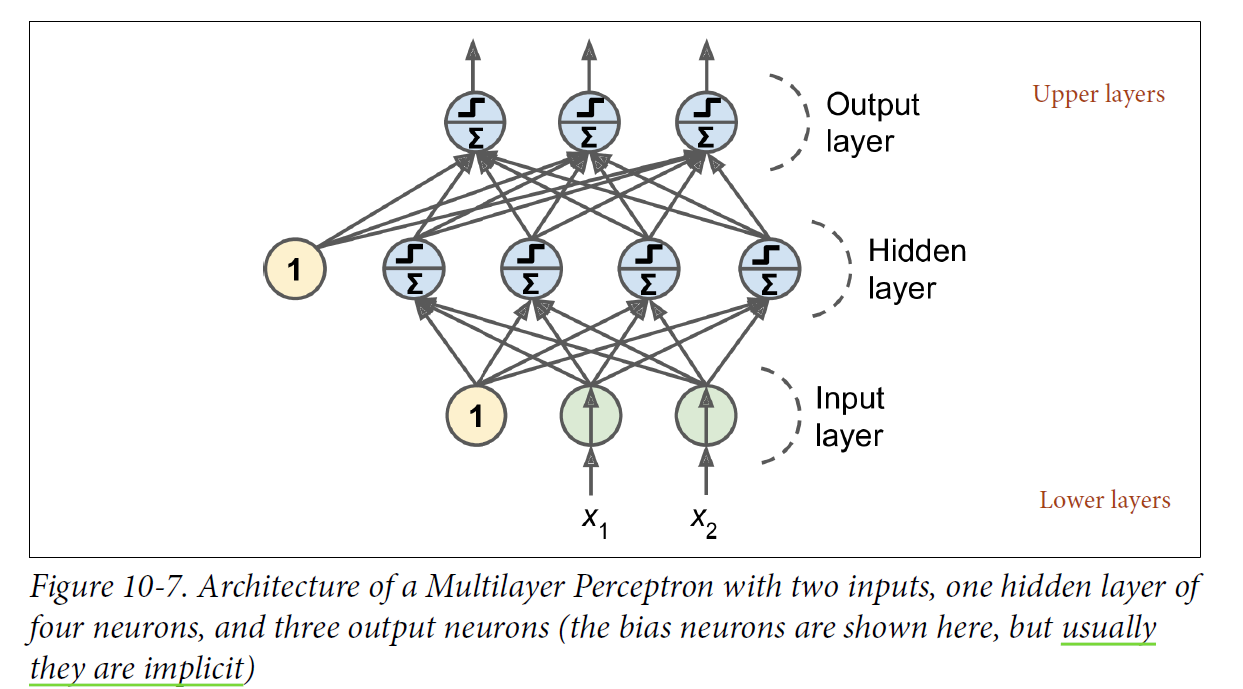 Upper layers
Output
layer
Σ Σ Σ
Hidden
layer
1 Σ Σ Σ Σ
Input
layer
1
Lower layers
x1 x2
Figure 10-7. Architecture of a Multilayer Perceptron with two inputs, one hidden layer of
four neurons, and three output neurons (the bias neurons are shown here, but usually
they are implicit)